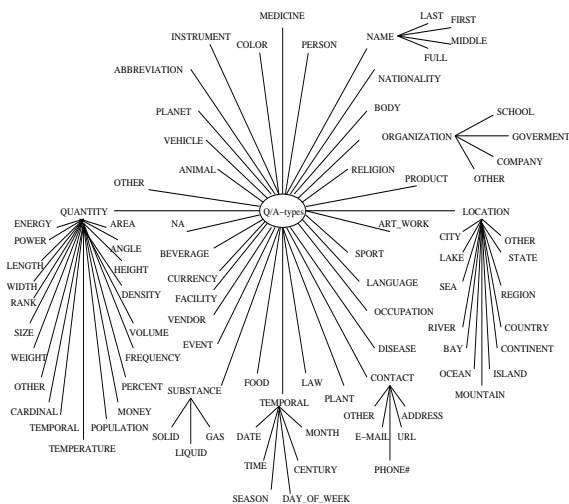 MEDICINE
LAST
FIRST
INSTRUMENT
COLOR
PERSON
NAME
MIDDLE
FULL
ABBREVIATION
NATIONALITY
PLANET
BODY
SCHOOL
VEHICLE
ORGANIZATION
GOVERMENT
ANIMAL
RELIGION
COMPANY
OTHER
OTHER
PRODUCT
QUANTITY
Q/A-types
LOCATION
ENERGY
AREA
NA
ART_WORK
CITY
OTHER
POWER
ANGLE
BEVERAGE
SPORT
LAKE
STATE
LENGTH
HEIGHT
CURRENCY
LANGUAGE
SEA
REGION
WIDTH
DENSITY
FACILITY
OCCUPATION
RANK
VENDOR
SIZE
VOLUME
EVENT
DISEASE
RIVER
COUNTRY
WEIGHT
FREQUENCY
BAY
CONTINENT
OTHER
PERCENT
SUBSTANCE
FOOD
LAW
PLANT
CONTACT
OCEAN
ISLAND
MOUNTAIN
CARDINAL
MONEY
TEMPORAL
OTHER
ADDRESS
TEMPORAL
POPULATION
SOLID
GAS
DATE
MONTH
E-MAIL
URL
TEMPERATURE
LIQUID
TIME
CENTURY
PHONE#
SEASON
DAY_OF_WEEK